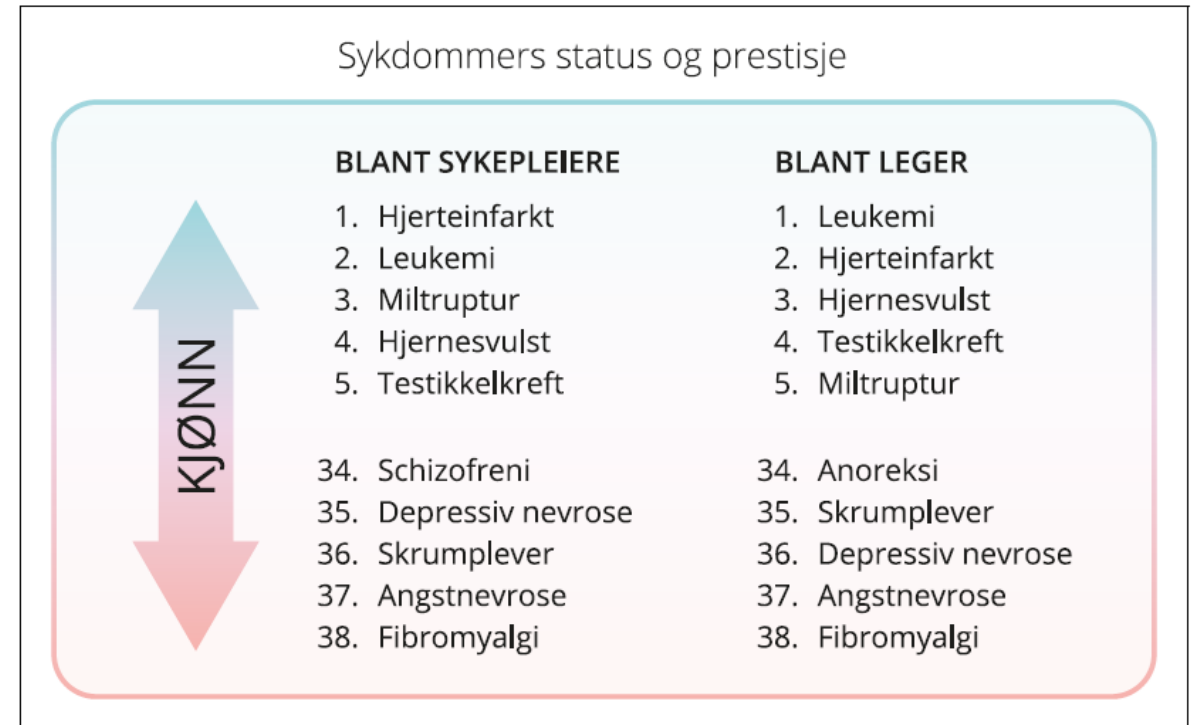 Sykdommers status og prestisje
KJØNN
BLANT SYKEPLEIERE
1. Hjerteinfarkt
2. Leukemi
3. Miltruptur
4. Hjernesvulst
5. Testikkelkreft
34. Schizofreni
35. Depressiv nevrose
36. Skrumplever
37. Angstnevrose
38. Fibromyalgi
BLANT LEGER
1. Leukemi
2. Hjerteinfarkt
3. Hjernesvulst
4. Testikkelkreft
5. Miltruptur
34. Anoreksi
35. Skrumplever
36. Depressiv nevrose
37. Angstnevrose
38. Fibromyalgi